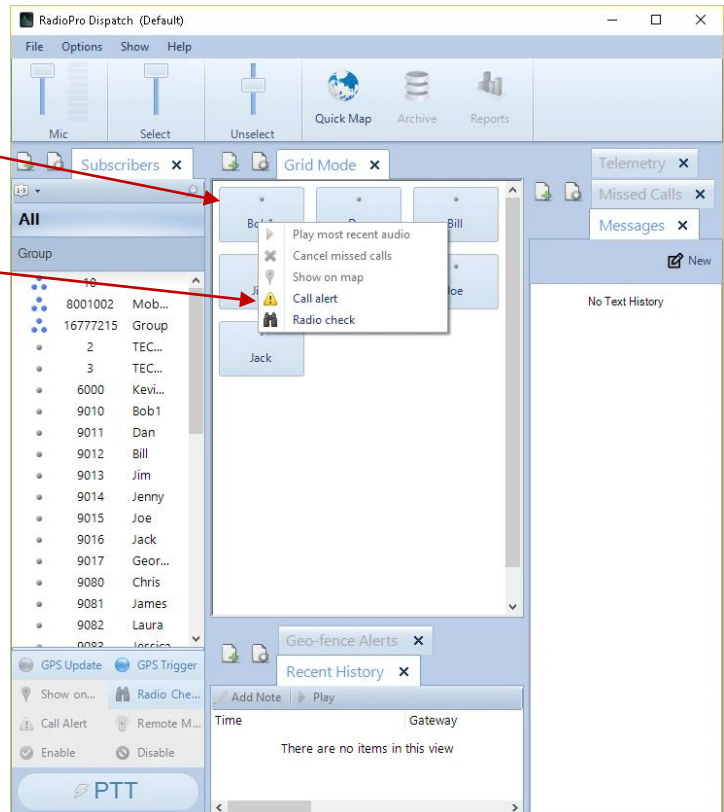 RadioPro Dispatch (Default)
File Options Show Help
Mic Select Unselect Quick Map Archive Reports
Subscribers
Grid Mode
Telemetry
Missed Calls
Messages
All
Group
New
No Text History
10
8001002 Mob...
16777215 Group
2 TEC...
3 TEC...
6000 Kevi...
9010 Bob1
9011 Dan
9012 Bill
9013 Jim
9014 Jenny
9015 Joe
9016 Jack
9017 Geor...
9080 Chris
9081 James
9082 Laura
GPS Update GPS Trigger
Show on... Radio Che...
Call Alert Remote M...
Enable Disable
PTT
Bill
Play most recent audio
Cancel missed calls
Show on map
Call alert
Radio check
Jack
Geo-fence Alerts
Recent History
Add Note Play
Time Gateway
There are no items in this view